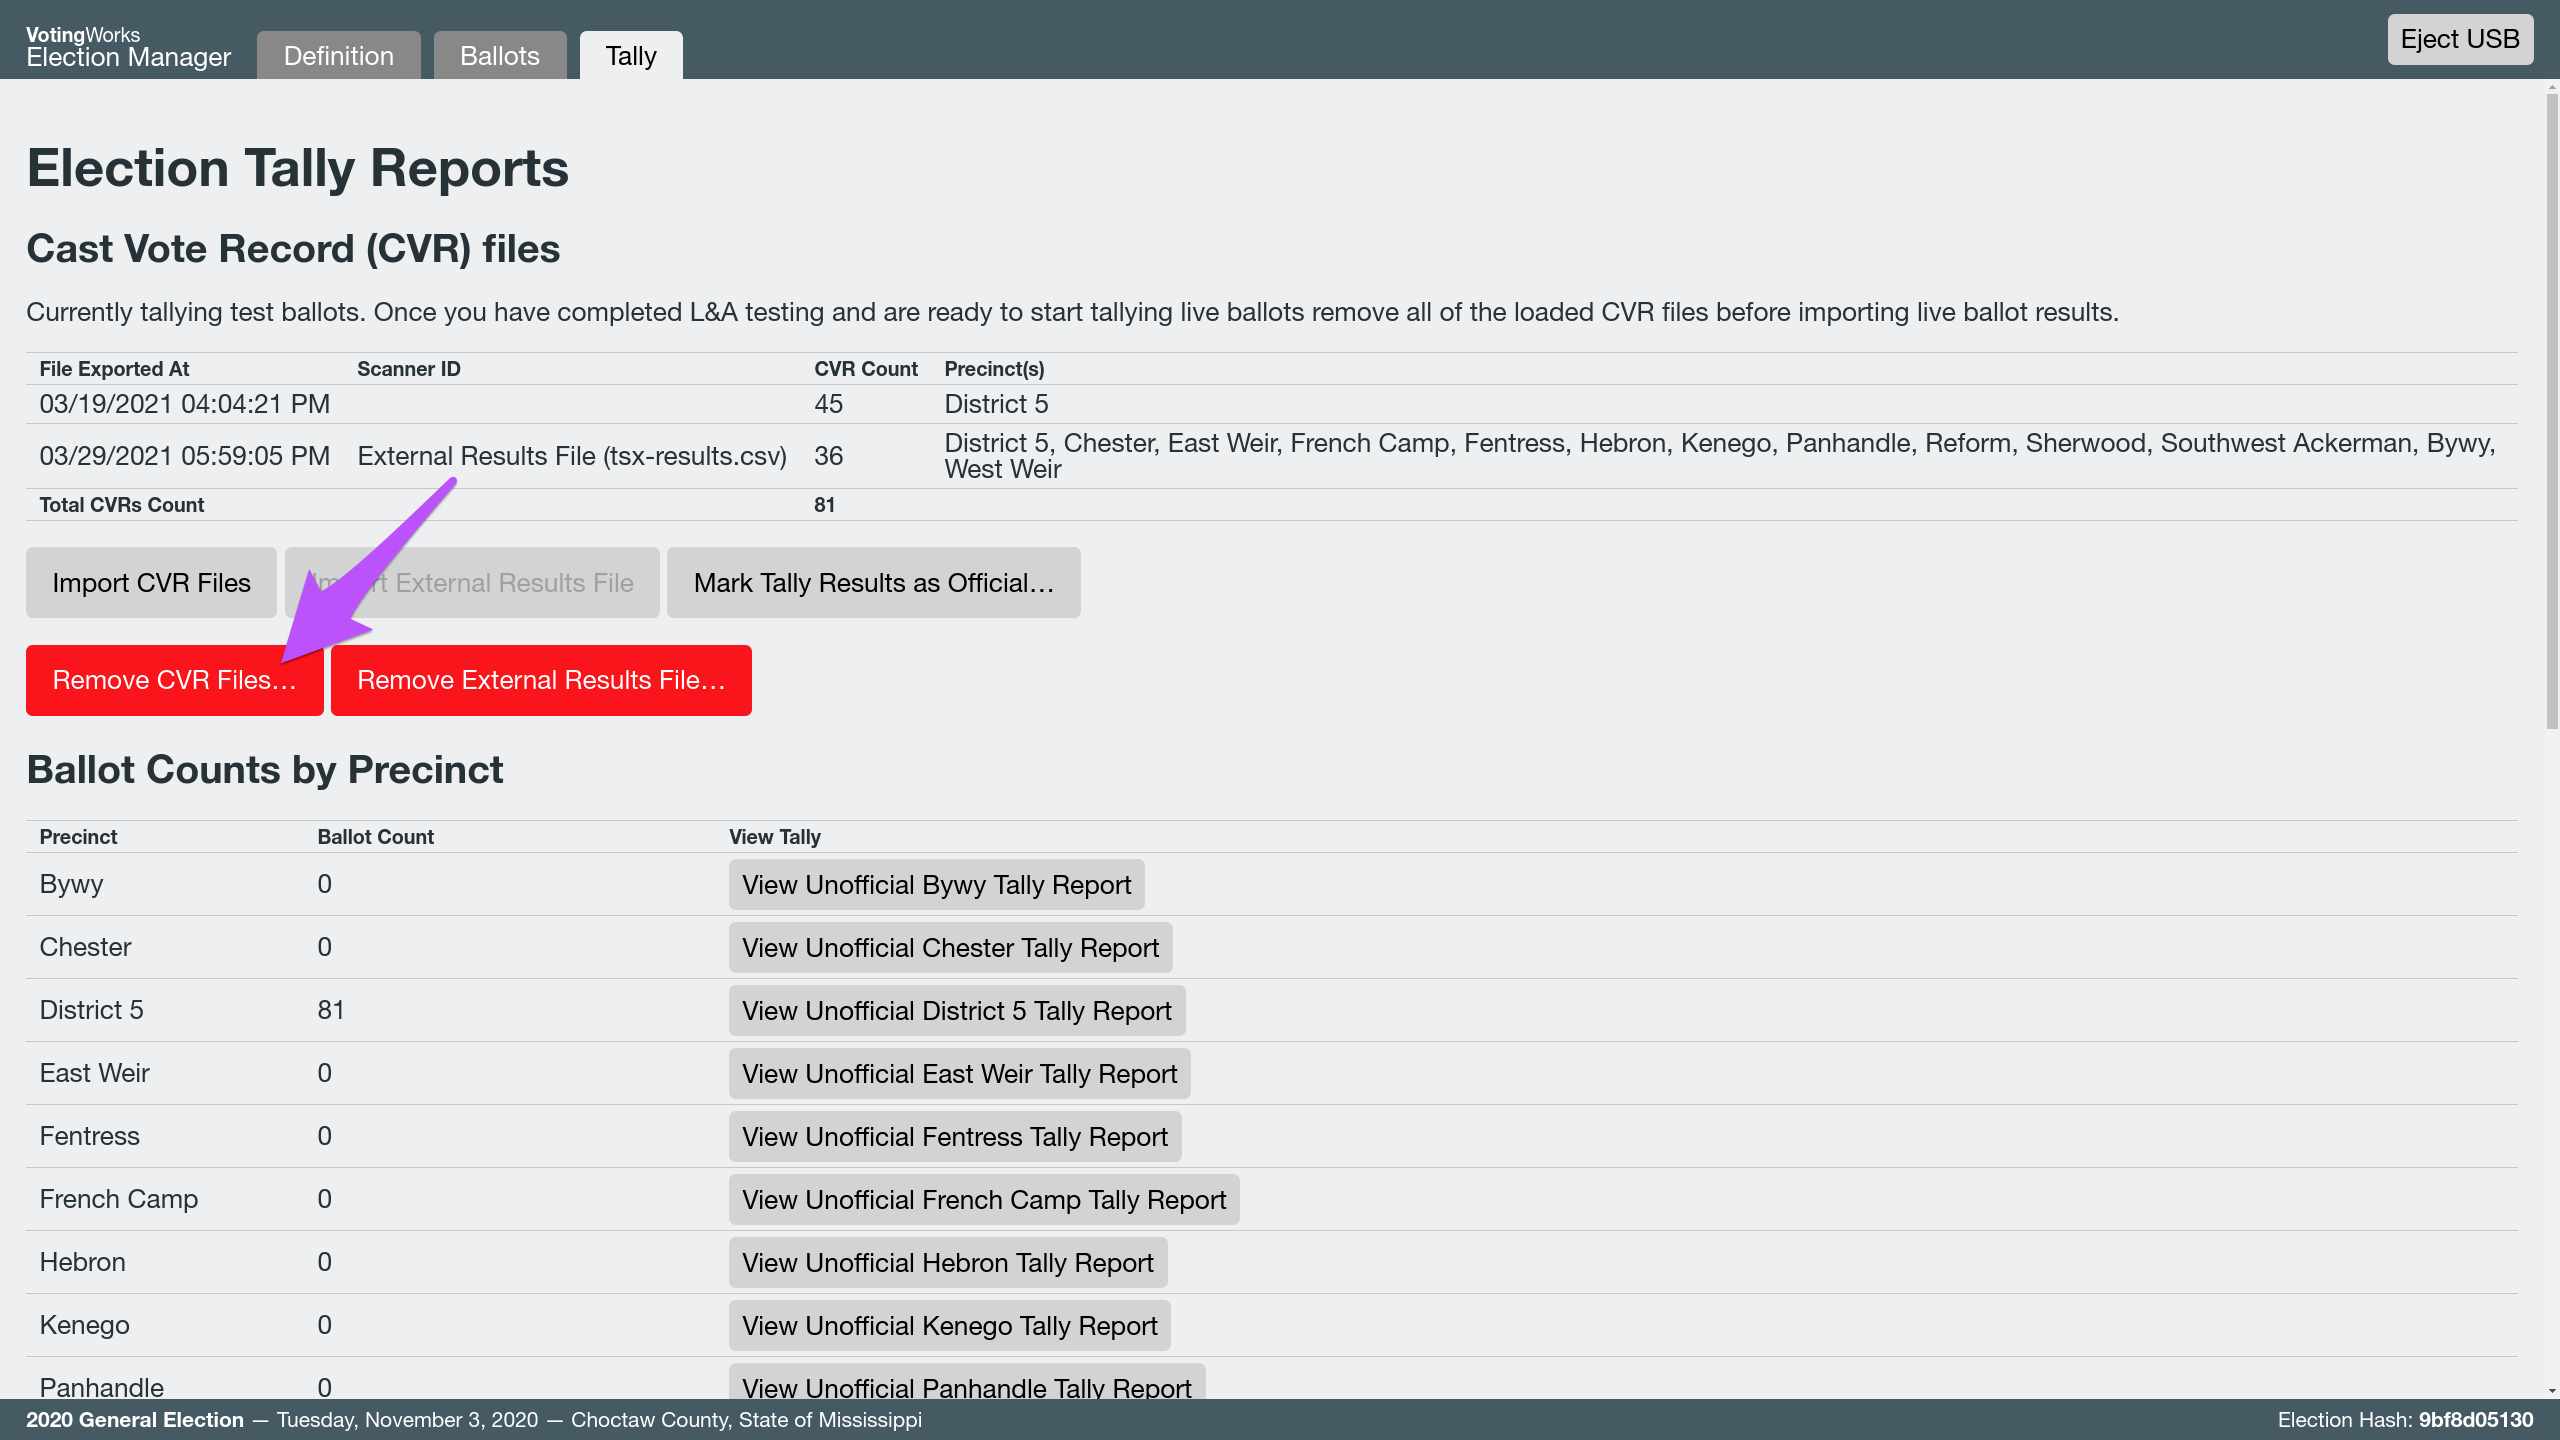 VotingWorks
Election Manager
Definition
Ballots
Tally
Eject USB
Election Tally Reports
Cast Vote Record (CVR) files
Currently tallying test ballots. Once you have completed L&A testing and are ready to start tallying live ballots remove all of the loaded CVR files before importing live ballot results.
File Exported At Scanner ID CVR Count Precinct(s)
03/19/2021 04:04:21 PM 45 District 5
03/29/2021 05:59:05 PM External Results File (tsx-results.csv) 36 District 5, Chester, East Weir, French Camp, Fentress, Hebron, Kenego, Panhandle, Reform, Sherwood, Southwest Ackerman, Bywy,
West Weir
Total CVRs Count 81
Import CVR Files
External Results File
Mark Tally Results as Official…
Remove CVR Files…
Remove External Results File…
Ballot Counts by Precinct
Precinct Ballot Count View Tally
Bywy 0 View Unofficial Bywy Tally Report
Chester 0 View Unofficial Chester Tally Report
District 5 81 View Unofficial District 5 Tally Report
East Weir 0 View Unofficial East Weir Tally Report
Fentress 0 View Unofficial Fentress Tally Report
French Camp 0 View Unofficial French Camp Tally Report
Hebron 0 View Unofficial Hebron Tally Report
Kenego 0 View Unofficial Kenego Tally Report
Panhandle 0 View Unofficial Panhandle Tally Report
2020 General Election — Tuesday, November 3, 2020 — Choctaw County, State of Mississippi
Election Hash: 9bf8d05130